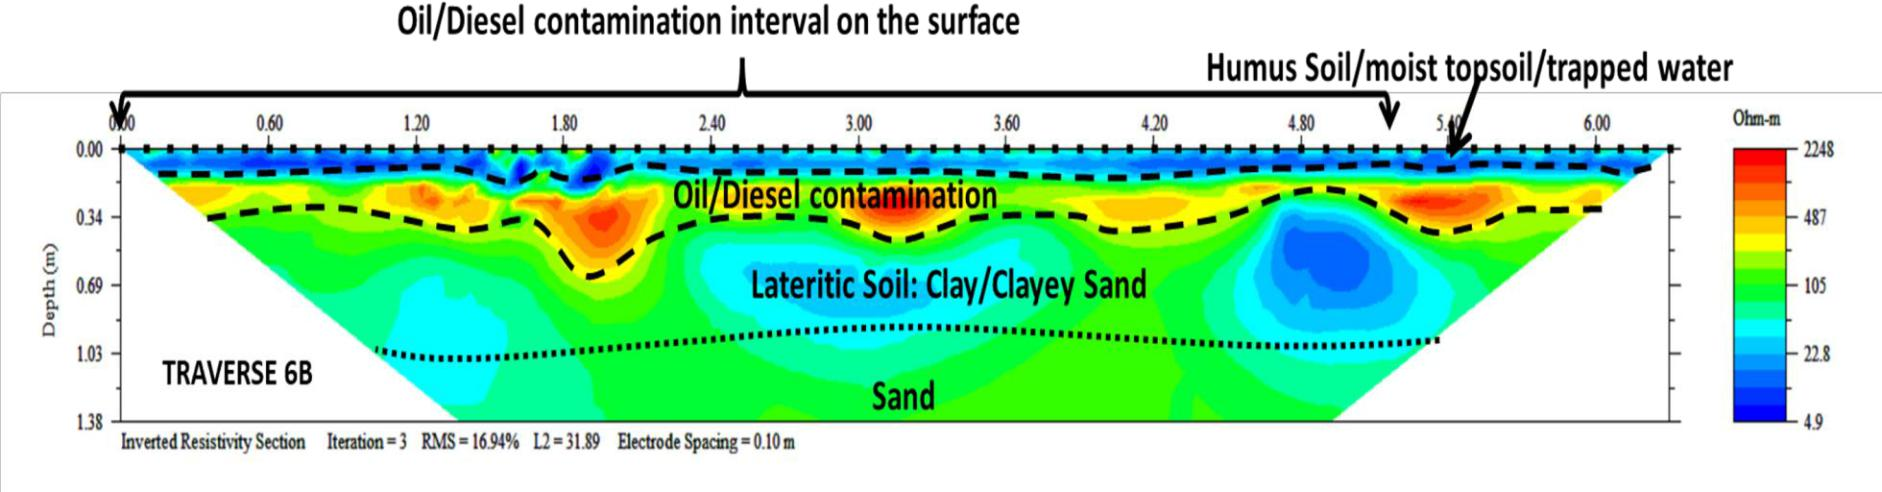 Oil/Diesel contamination interval on the surface
Humus Soil/moist topsoil/trapped water
0.00 0.60 1.20 1.80 2.40 3.00 3.60 4.20 4.80 5.40 6.00
Ohm-m
0.00
0.34
0.69
1.03
1.38
Depth (m)
Oil/Diesel contamination
Lateritic Soil: Clay/Clayey Sand
Sand
TRAVERSE 6B
2248
487
105
22.8
4.9
Inverted Resistivity Section Iteration = 3 RMS = 16.94% L2 = 31.89 Electrode Spacing = 0.10 m